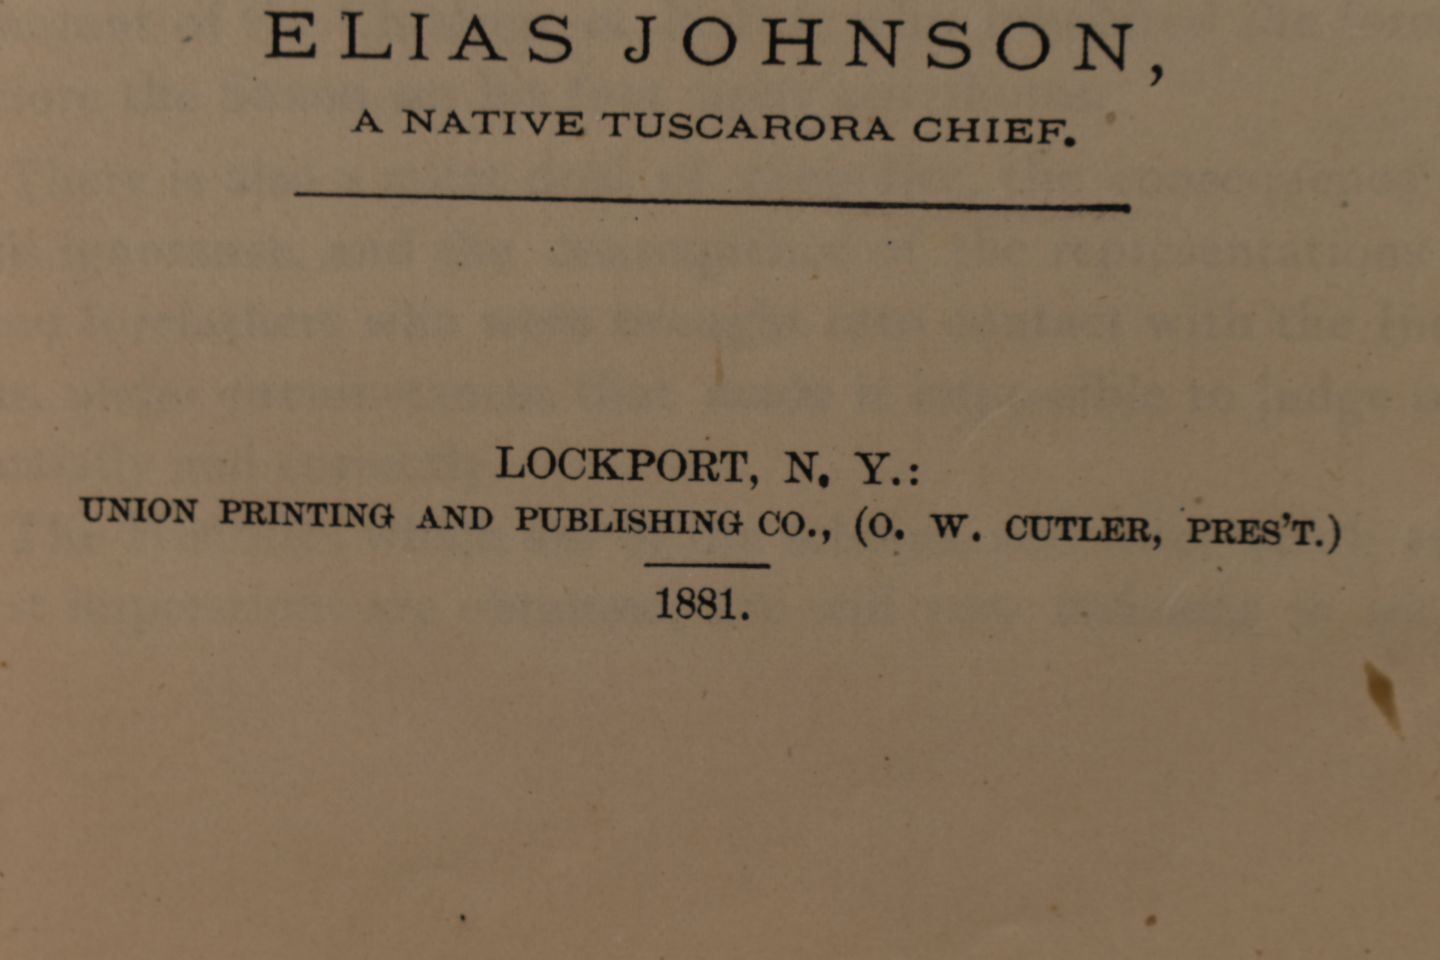 ELIAS JOHNSON,
A NATIVE TUSCARORA CHIEF.
LOCKPORT, N. Y.:
UNION PRINTING AND PUBLISHING CO., (O. W. CUTLER, PRES'T.)
1881.